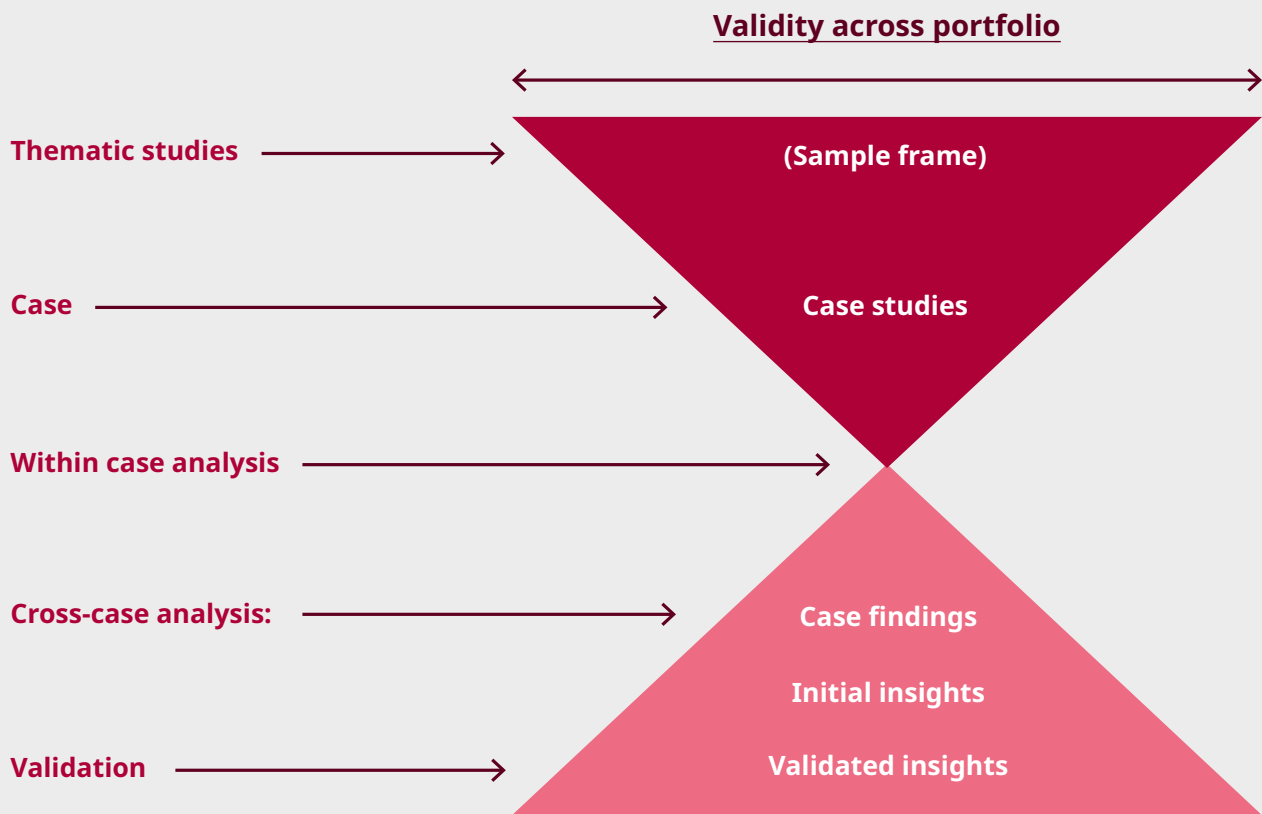 Validity across portfolio
Thematic studies
(Sample frame)
Case
Case studies
Within case analysis
Cross-case analysis:
Case findings
Initial insights
Validation
Validated insights